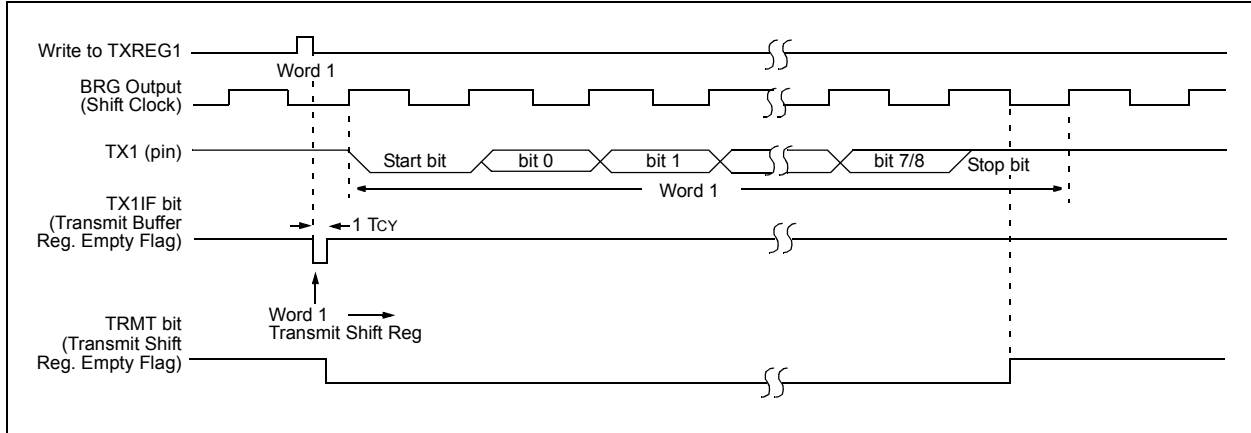 Write to TXREG1
Word 1
BRG Output
(Shift Clock)
TX1 (pin)
Start bit
bit 0
bit 1
bit 7/8
Stop bit
Word 1
TX1IF bit
(Transmit Buffer
Reg. Empty Flag)
1 TCY
Word 1
Transmit Shift Reg
TRMT bit
(Transmit Shift
Reg. Empty Flag)